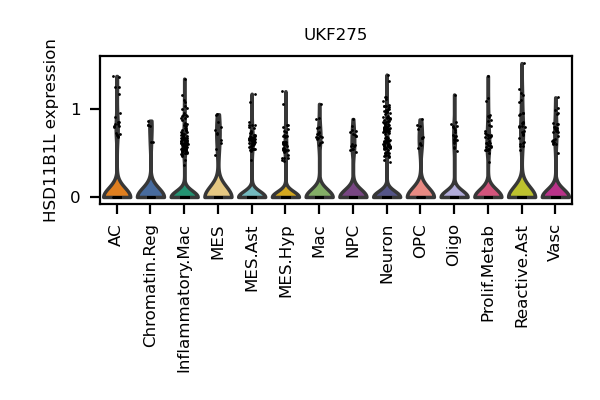 UKF275
HSD11B1L expression
1
0
AC
Chromatin.Reg
Inflammatory.Mac
MES
MES.Ast
MES.Hyp
Mac
NPC
Neuron
OPC
Oligo
Prolif.Metab
Reactive.Ast
Vasc